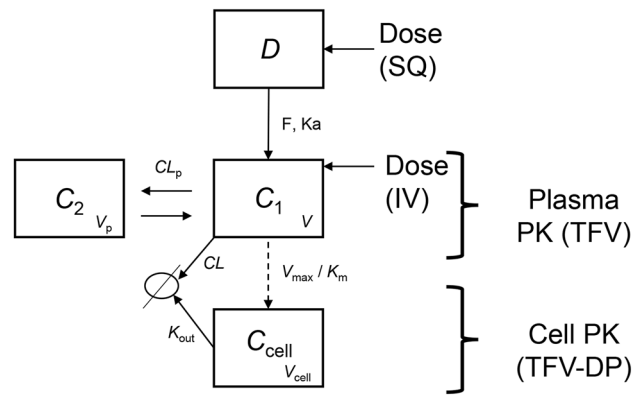 D
Dose
(SQ)
F, Ka
C2
Vp
CLp
C1
V
Dose
(IV)
Plasma
PK (TFV)
CL
Vmax / Km
Kout
Ccell
Vcell
Cell PK
(TFV-DP)